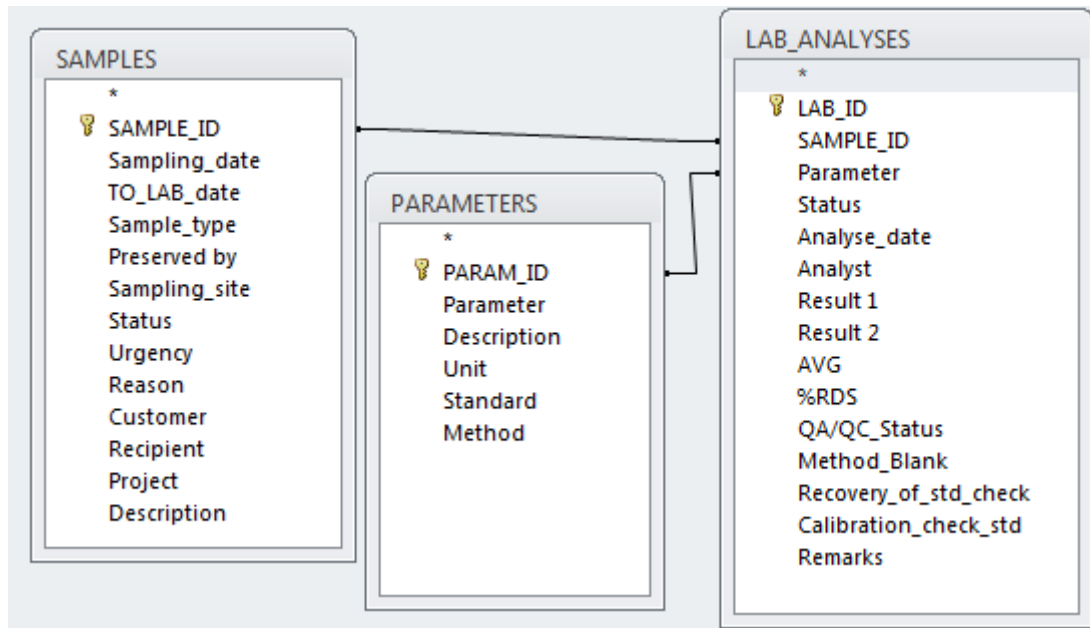 SAMPLES
*
SAMPLE_ID
Sampling_date
TO_LAB_date
Sample_type
Preserved by
Sampling_site
Status
Urgency
Reason
Customer
Recipient
Project
Description
PARAMETERS
*
PARAM_ID
Parameter
Description
Unit
Standard
Method
LAB_ANALYSES
*
LAB_ID
SAMPLE_ID
Parameter
Status
Analyse_date
Analyst
Result 1
Result 2
AVG
%RDS
QA/QC_Status
Method_Blank
Recovery_of_std_check
Calibration_check_std
Remarks